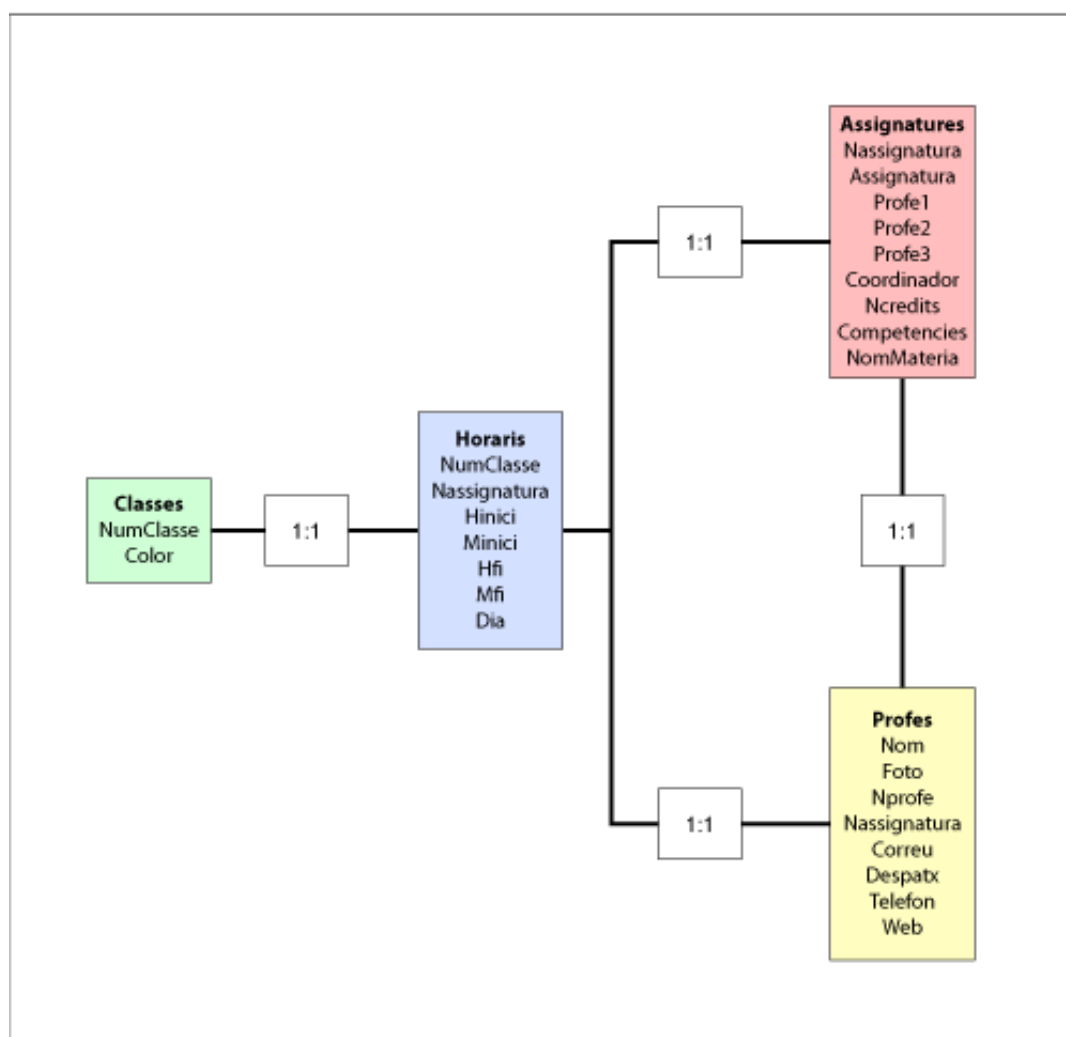 Classes
NumClasse
Color
1:1
Horaris
NumClasse
Nassignatura
Hinici
Minici
Hfi
Mfi
Dia
1:1
Assignatures
Nassignatura
Assignatura
Profe1
Profe2
Profe3
Coordinador
Ncredits
Competencies
NomMateria
1:1
1:1
Profes
Nom
Foto
Nprofe
Nassignatura
Correu
Despatx
Telefon
Web